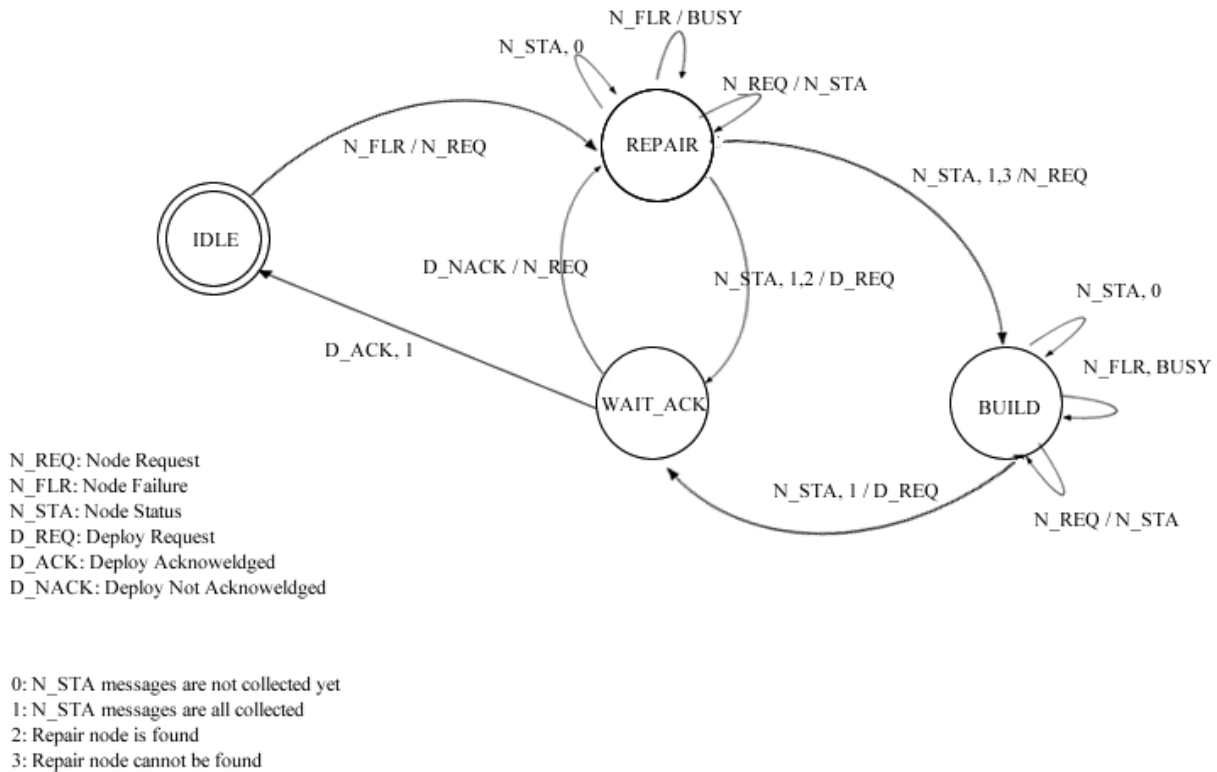 N_FLR / BUSY
N_STA, 0
N_REQ / N_STA
N_FLR / N_REQ
REPAIR
N_STA, 1,3 /N_REQ
IDLE
D_NACK / N_REQ
N_STA, 1,2 / D_REQ
N_STA, 0
D_ACK, 1
N_FLR, BUSY
WAIT_ACK
BUILD
N_STA, 1 / D_REQ
N_REQ / N_STA
N_REQ: Node Request
N_FLR: Node Failure
N_STA: Node Status
D_REQ: Deploy Request
D_ACK: Deploy Acknoweldged
D_NACK: Deploy Not Acknoweldged
0: N_STA messages are not collected yet
1: N_STA messages are all collected
2: Repair node is found
3: Repair node cannot be found